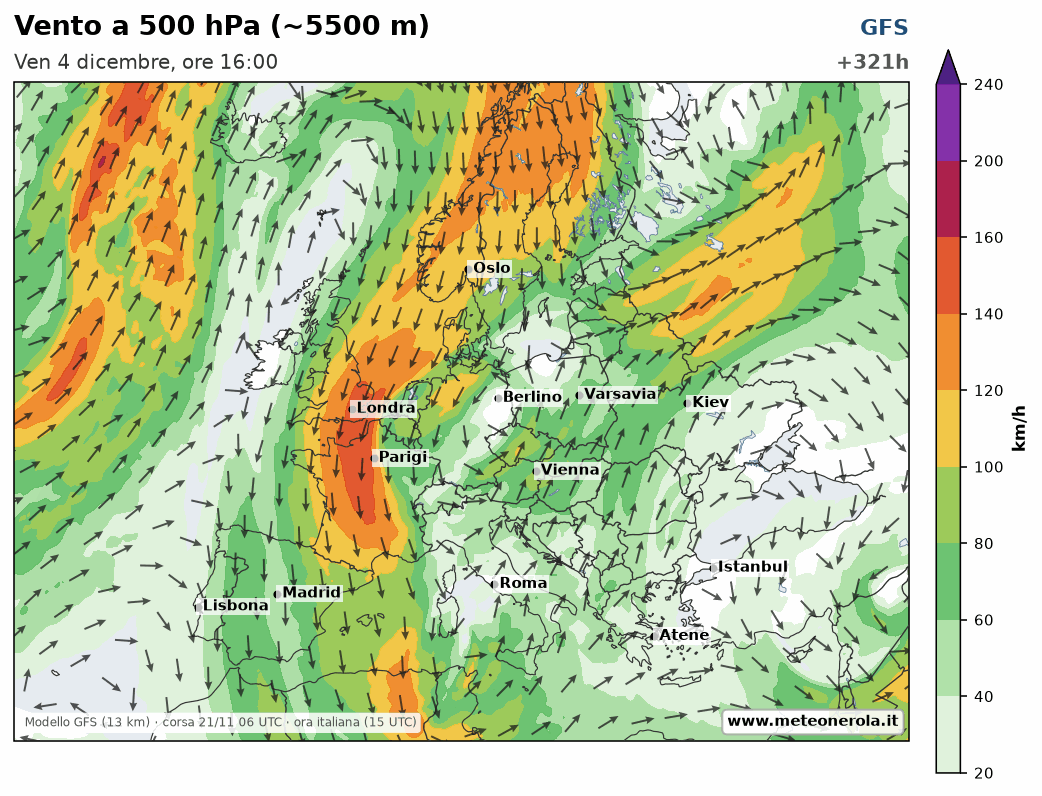 Vento a 500 hPa (~5500 m)
GFS
Ven 4 dicembre, ore 16:00
+321h
240
200
160
140
120
100
80
60
40
20
km/h
Oslo
Londra
Berlino
Varsavia
Kiev
Parigi
Vienna
Istanbul
Roma
Madrid
Lisbona
Atene
Modello GFS (13 km) · corsa 21/11 06 UTC · ora italiana (15 UTC)
www.meteonerola.it